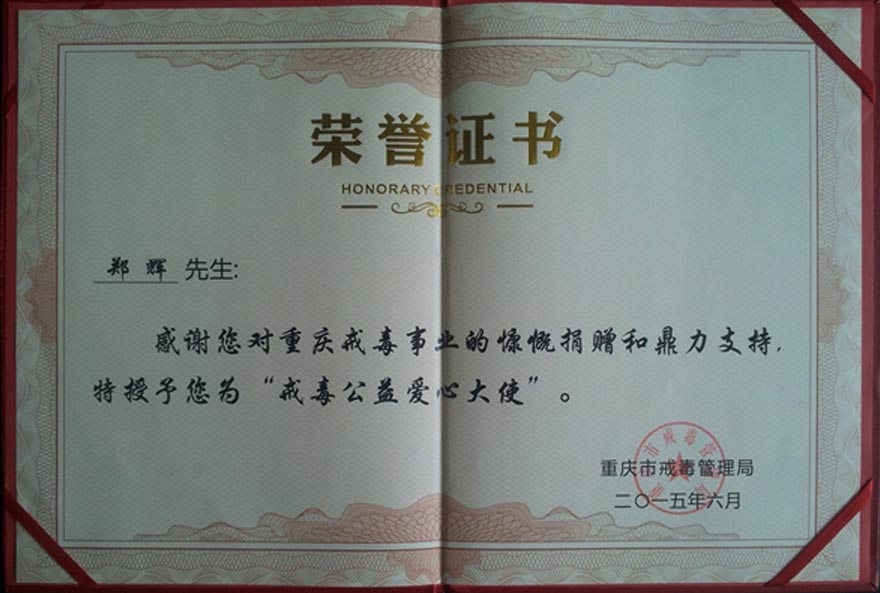 荣誉证书
HONORARY CREDENTIAL
郑辉 先生:
感谢您对重庆戒毒事业的慷慨捐赠和鼎力支持,
特授予您为“戒毒公益爱心大使”。
重庆市戒毒管理局
二〇一五年六月